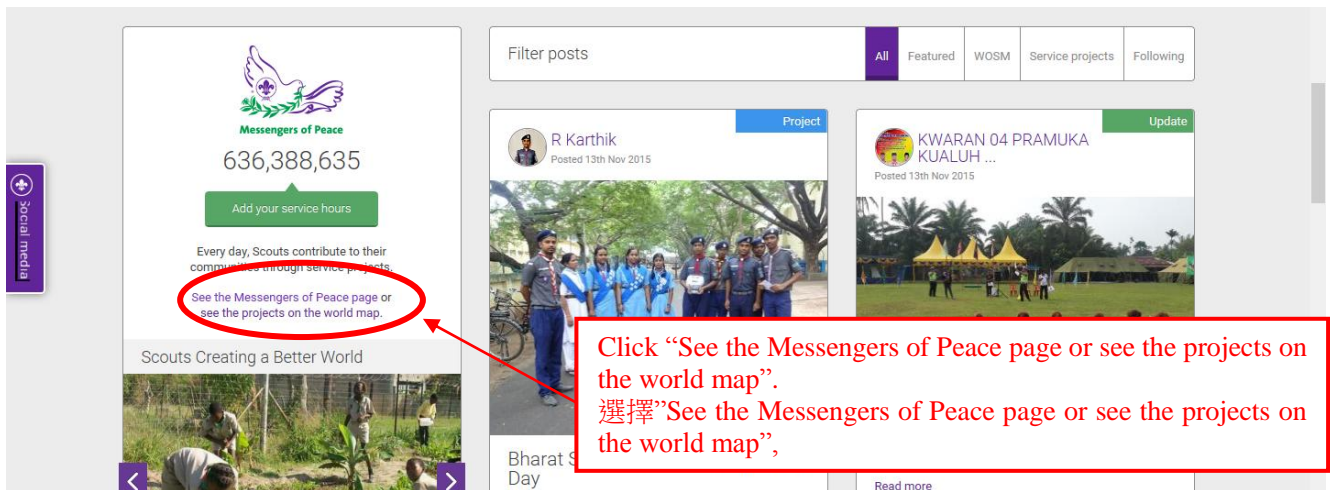 Social media
Messengers of Peace
636,388,635
Add your service hours
Every day, Scouts contribute to their
communities through service projects.
See the Messengers of Peace page or
see the projects on the world map.
Scouts Creating a Better World
Filter posts
All
Featured
WOSM
Service projects
Following
Project
R Karthik
Posted 13th Nov 2015
Bharat
Day
Update
KWARAN 04 PRAMUKA
KUALUH ...
Posted 13th Nov 2015
Read more
Click “See the Messengers of Peace page or see the projects on
the world map”.
選擇”See the Messengers of Peace page or see the projects on
the world map”,